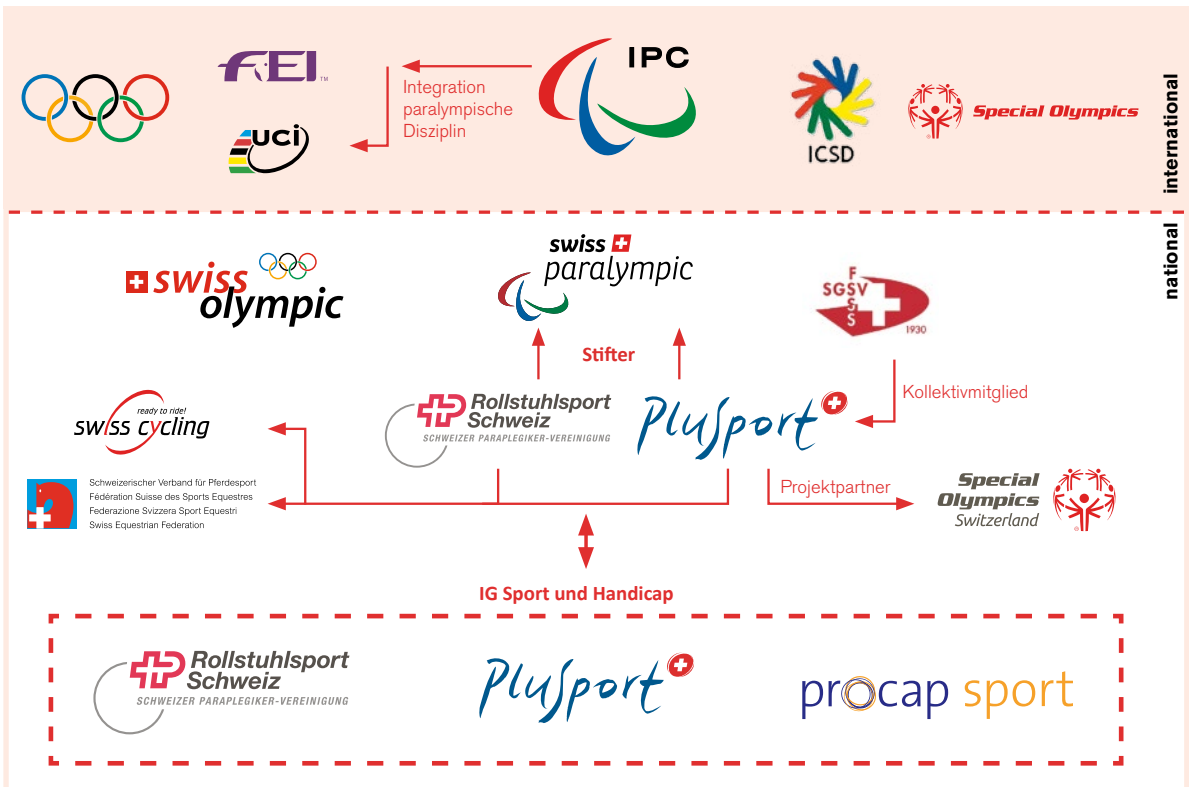 FEI
TM
UCI
Integration
paralympische
Disziplin
IPC
ICSD
Special Olympics
international
national
swiss
olympic
swiss
paralympic
FSSS
SGSV
1930
Stifter
Kollektivmitglied
ready to ride!
swiss cycling
Rollstuhlsport
Schweiz
SCHWEIZER PARAPLEGIKER-VEREINIGUNG
PluSport
Schweizerischer Verband für Pferdesport
Fédération Suisse des Sports Equestres
Federazione Svizzera Sport Equestri
Swiss Equestrian Federation
Projektpartner
Special
Olympics
Switzerland
IG Sport und Handicap
Rollstuhlsport
Schweiz
SCHWEIZER PARAPLEGIKER-VEREINIGUNG
PluSport
procap sport